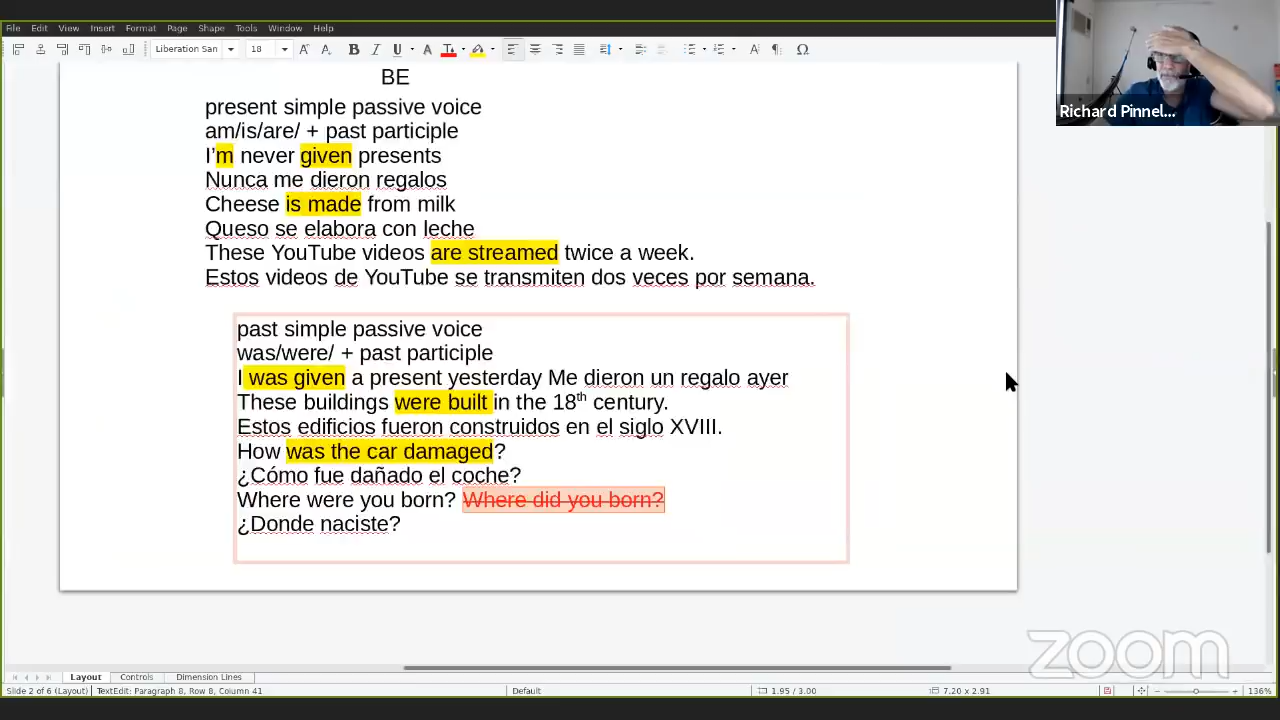 File Edit View Insert Format Page Shape Tools Window Help
Liberation San 18
BE
present simple passive voice
am/is/are/ + past participle
I'm never given presents
Nunca me dieron regalos
Cheese is made from milk
Queso se elabora con leche
These YouTube videos are streamed twice a week.
Estos videos de YouTube se transmiten dos veces por semana.
past simple passive voice
was/were/ + past participle
I was given a present yesterday Me dieron un regalo ayer
These buildings were built in the 18th century.
Estos edificios fueron construidos en el siglo XVIII.
How was the car damaged?
¿Cómo fue dañado el coche?
Where were you born? Where did you born?
¿Donde naciste?
Richard Pinnel...
zoom
Layout Controls Dimension Lines
Slide 2 of 6 (Layout) TextEdit: Paragraph 8, Row 8, Column 41 Default 1.95 / 3.00 7.20 x 2.91 136%